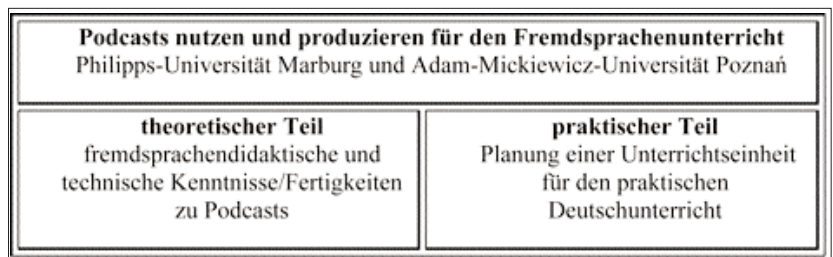 Podcasts nutzen und produzieren für den Fremdsprachenunterricht
Philipps-Universität Marburg und Adam-Mickiewicz-Universität Poznań
theoretischer Teil
fremdsprachendidaktische und
technische Kenntnisse/Fertigkeiten
zu Podcasts
praktischer Teil
Planung einer Unterrichtseinheit
für den praktischen
Deutschunterricht